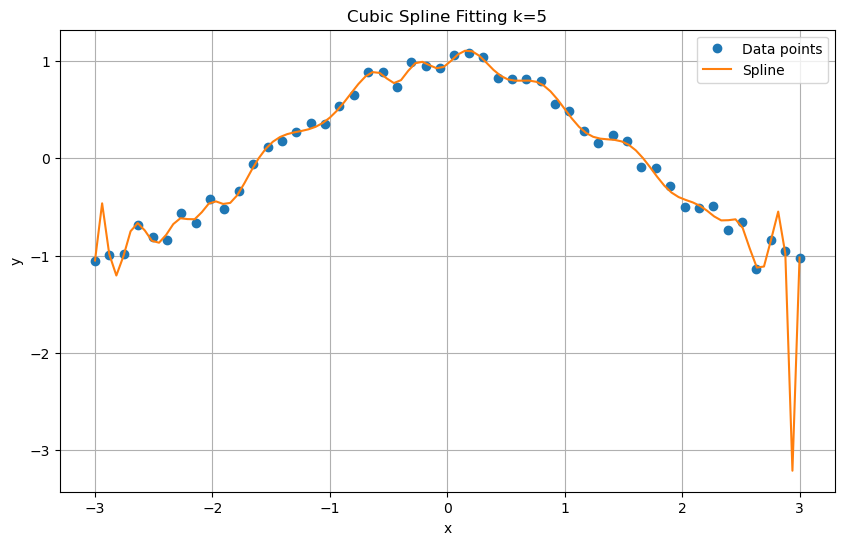 Cubic Spline Fitting k=5
Data points
Spline
y
1
0
−1
−2
−3
−3
−2
−1
0
1
2
3
x